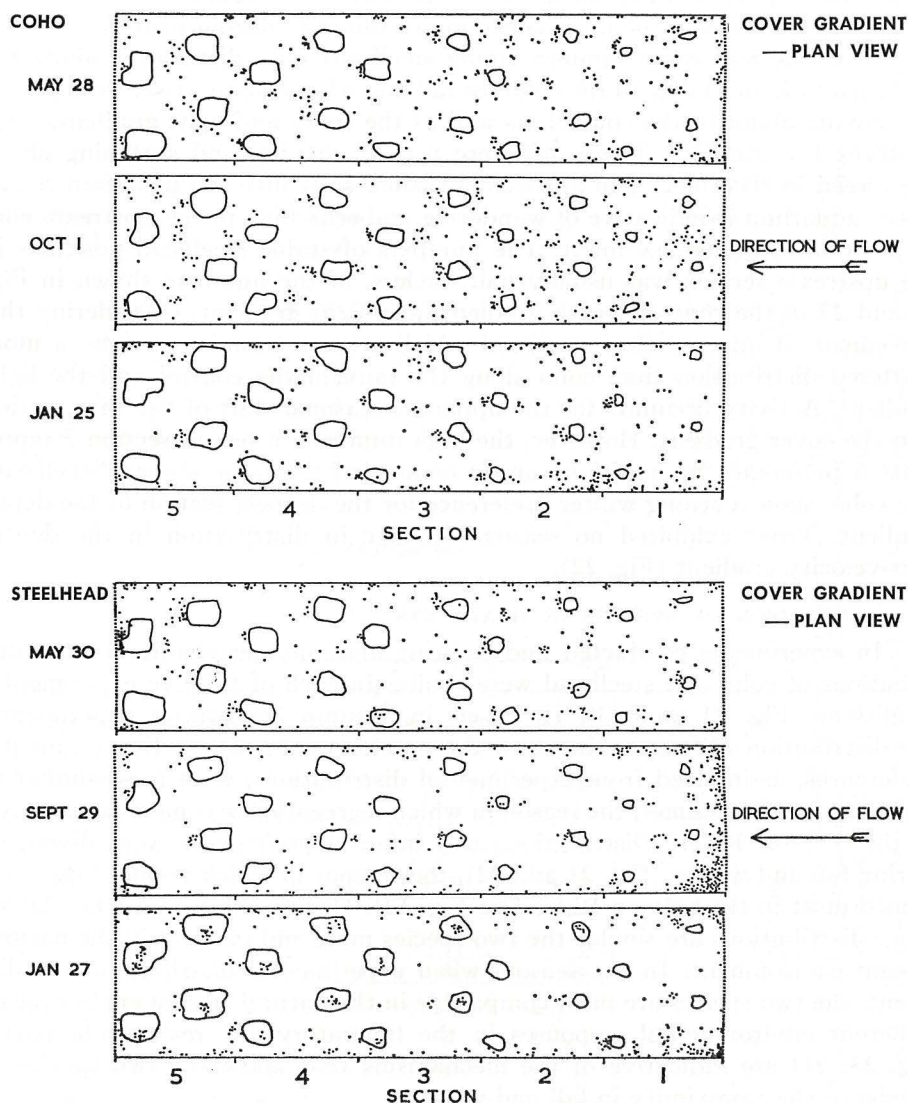 COHO
COVER GRADIENT
— PLAN VIEW
MAY 28
OCT 1
DIRECTION OF FLOW
JAN 25
5 4 3 2 1
SECTION
STEELHEAD
COVER GRADIENT
— PLAN VIEW
MAY 30
SEPT 29
DIRECTION OF FLOW
JAN 27
5 4 3 2 1
SECTION